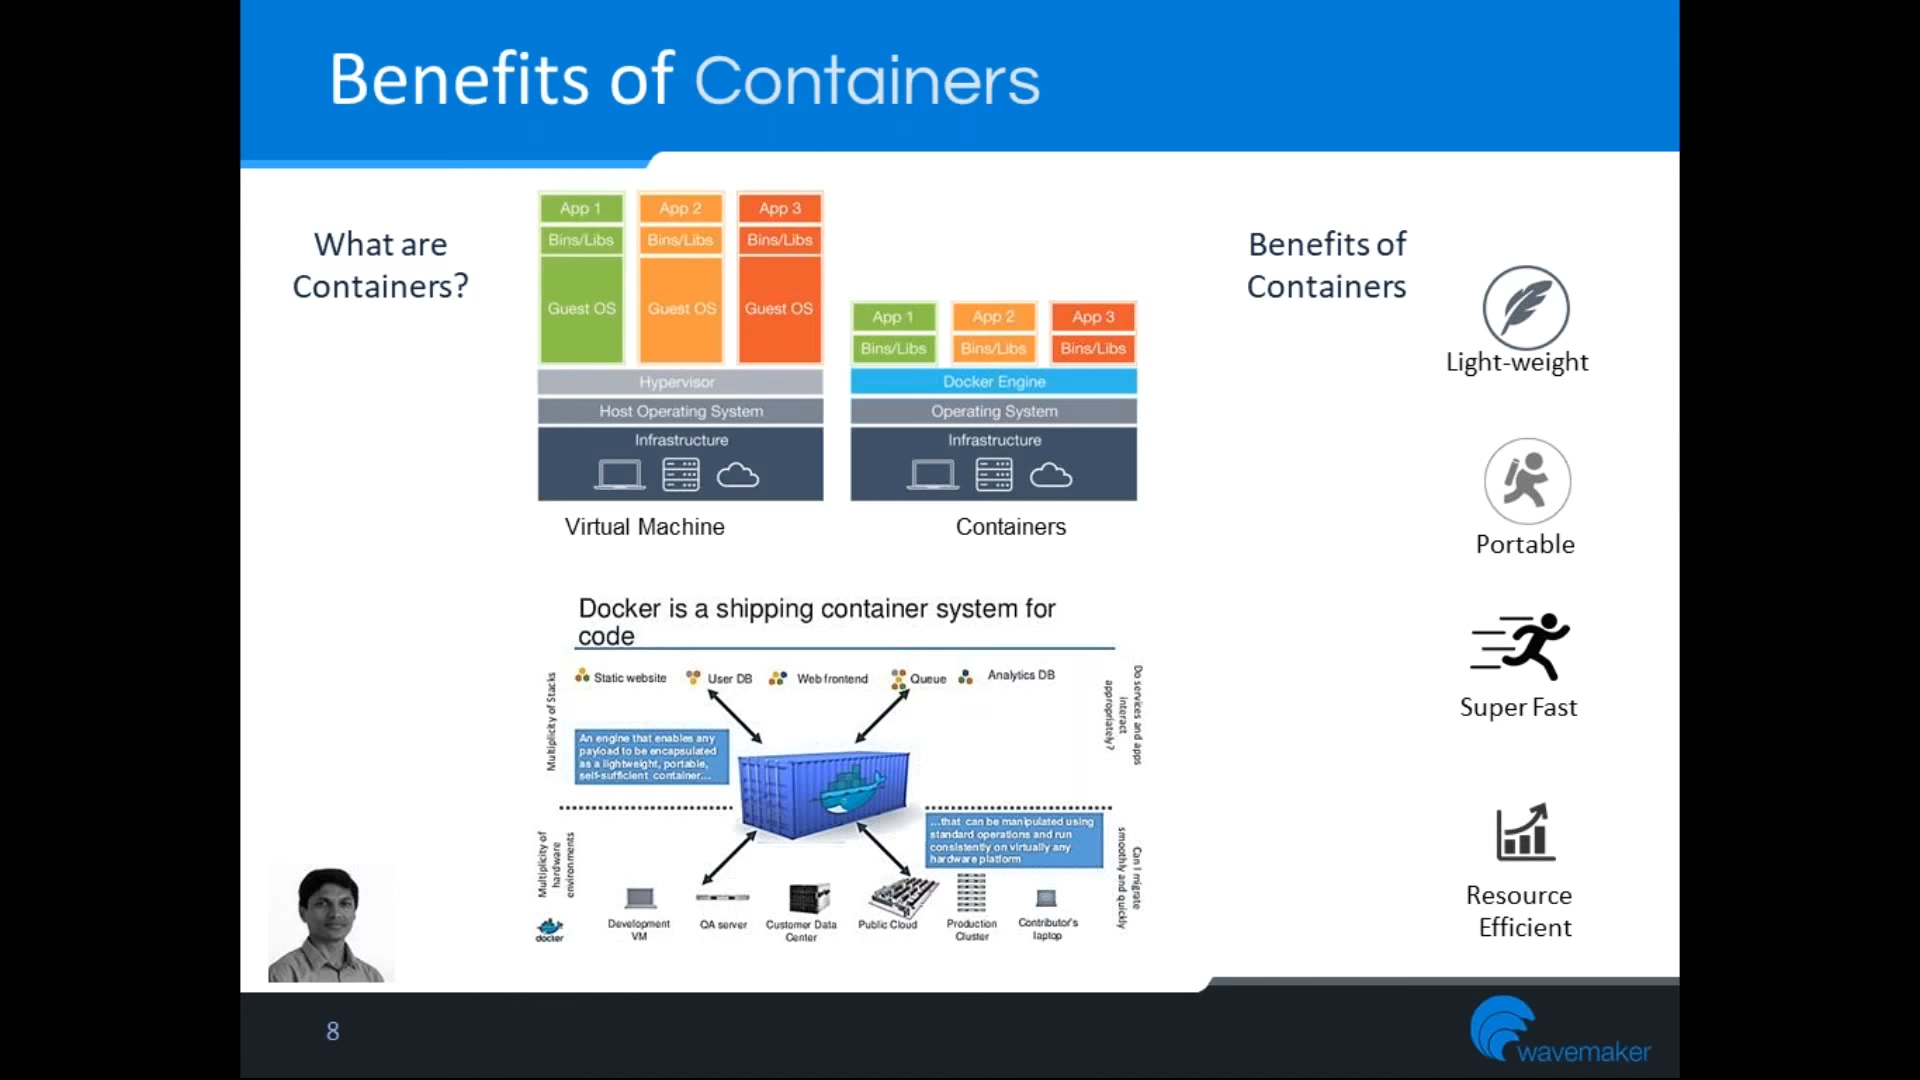 Benefits of Containers
What are
Containers?
App 1
App 2
App 3
Bins/Libs
Bins/Libs
Bins/Libs
Guest OS
Guest OS
Guest OS
Hypervisor
Host Operating System
Infrastructure
Virtual Machine
App 1
App 2
App 3
Bins/Libs
Bins/Libs
Bins/Libs
Docker Engine
Operating System
Infrastructure
Containers
Docker is a shipping container system for
code
Multiplicity of Stacks
Static website
User DB
Web frontend
Queue
Analytics DB
Do services and apps
interact
appropriately?
An engine that enables any
payload to be encapsulated
as a lightweight, portable,
self-sufficient container...
...that can be manipulated using
standard operations and run
consistently on virtually any
hardware platform
Multiplicity of
hardware
environments
Can I migrate
smoothly and quickly
docker
Development
VM
QA server
Customer Data
Center
Public Cloud
Production
Cluster
Contributor's
laptop
Benefits of
Containers
Light-weight
Portable
Super Fast
Resource
Efficient
8
wavemaker